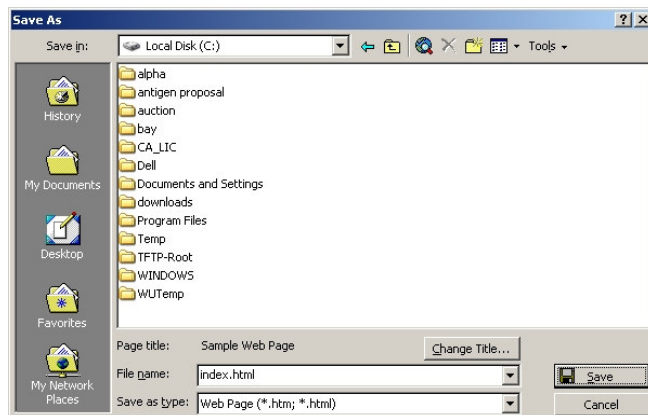 Save As
Save in:
Local Disk (C:)
Tools
History
My Documents
Desktop
Favorites
My Network
Places
alpha
antigen proposal
auction
bay
CA_LIC
Dell
Documents and Settings
downloads
Program Files
Temp
TFTP-Root
WINDOWS
WUTemp
Page title:
Sample Web Page
Change Title...
File name:
index.html
Save
Save as type:
Web Page (*.htm; *.html)
Cancel